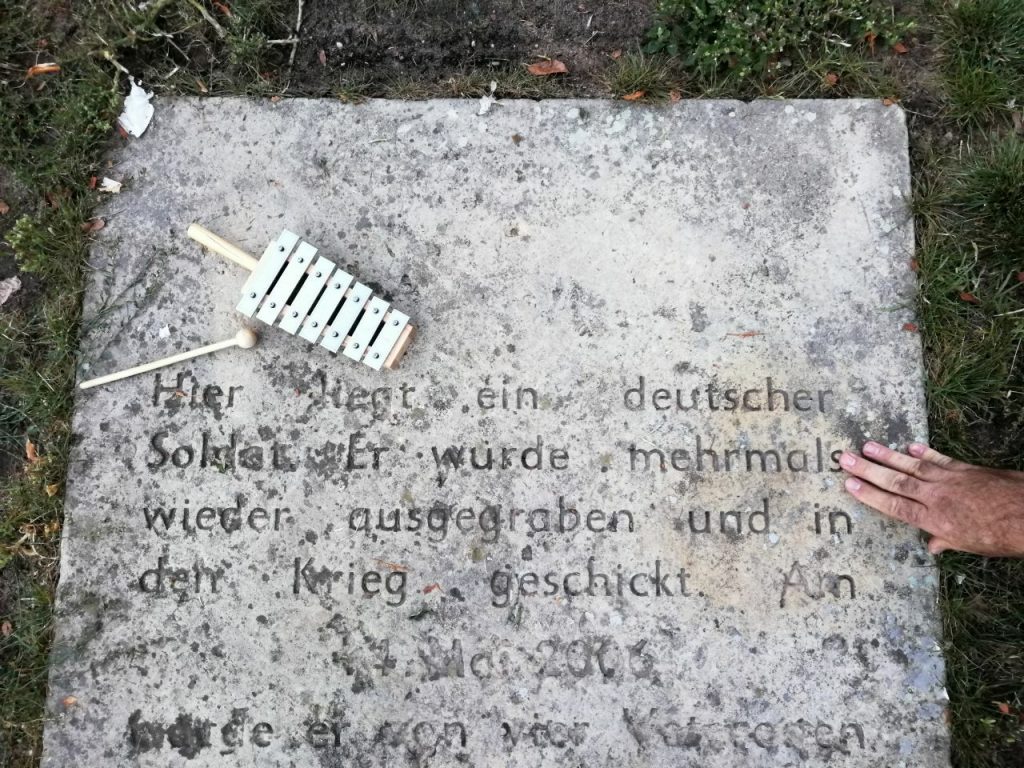 Hier liegt ein deutscher
Soldat. Er wurde mehrmals
wieder ausgegraben und in
den Krieg geschickt. Am
Mai 2006
wurde er von vier